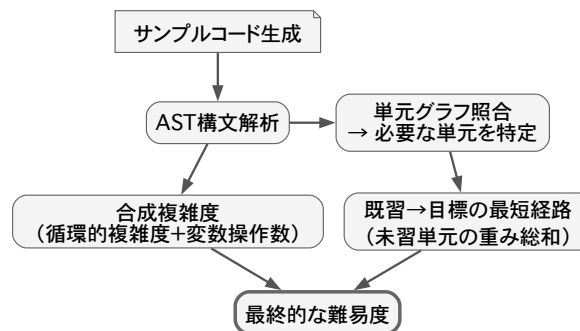 サンプルコード生成
AST構文解析
単元グラフ照合
→ 必要な単元を特定
合成複雑度
（循環的複雑度＋変数操作数）
既習→目標の最短経路
（未習単元の重み総和）
最終的な難易度